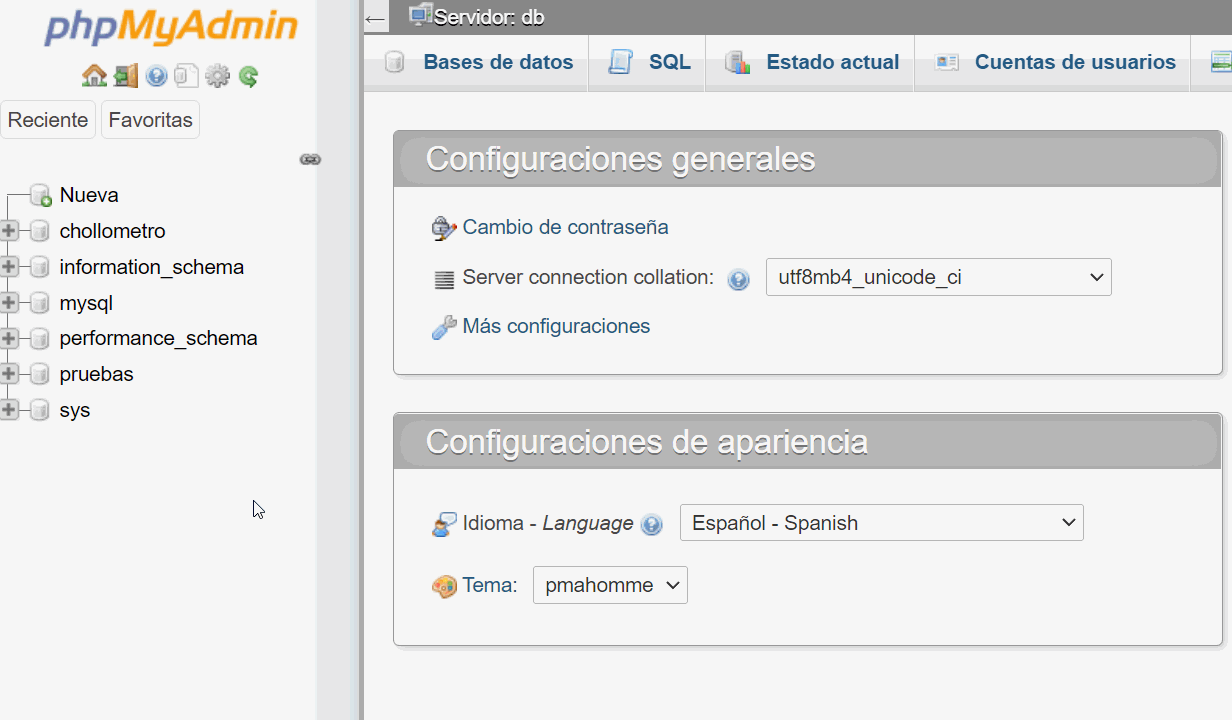 phpMyAdmin
Reciente
Favoritas
Nueva
chollometro
information_schema
mysql
performance_schema
pruebas
sys
Servidor: db
Bases de datos
SQL
Estado actual
Cuentas de usuarios
Configuraciones generales
Cambio de contraseña
Server connection collation:
utf8mb4_unicode_ci
Más configuraciones
Configuraciones de apariencia
Idioma - Language
Español - Spanish
Tema:
pmahomme